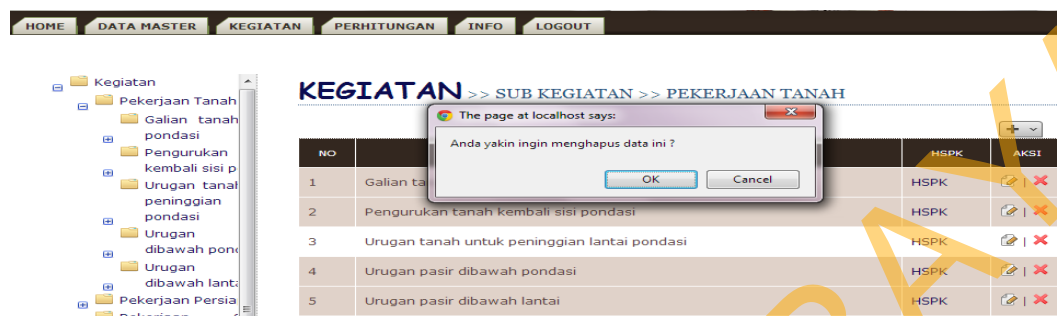 HOME DATA MASTER KEGIATAN PERHITUNGAN INFO LOGOUT
Kegiatan
Pekerjaan Tanah
Galian tanah
pondasi
Pengurukan
kembali sisi p
Urugan tanah
peninggian
pondasi
Urugan
dibawah pond
Urugan
dibawah lanta
Pekerjaan Persia
KEGIATAN >> SUB KEGIATAN >> PEKERJAAN TANAH
The page at localhost says:
Anda yakin ingin menghapus data ini ?
OK Cancel
NO HSPK AKSI
1 Galian ta HSPK |
2 Pengurukan tanah kembali sisi pondasi HSPK |
3 Urugan tanah untuk peninggian lantai pondasi HSPK |
4 Urugan pasir dibawah pondasi HSPK |
5 Urugan pasir dibawah lantai HSPK |